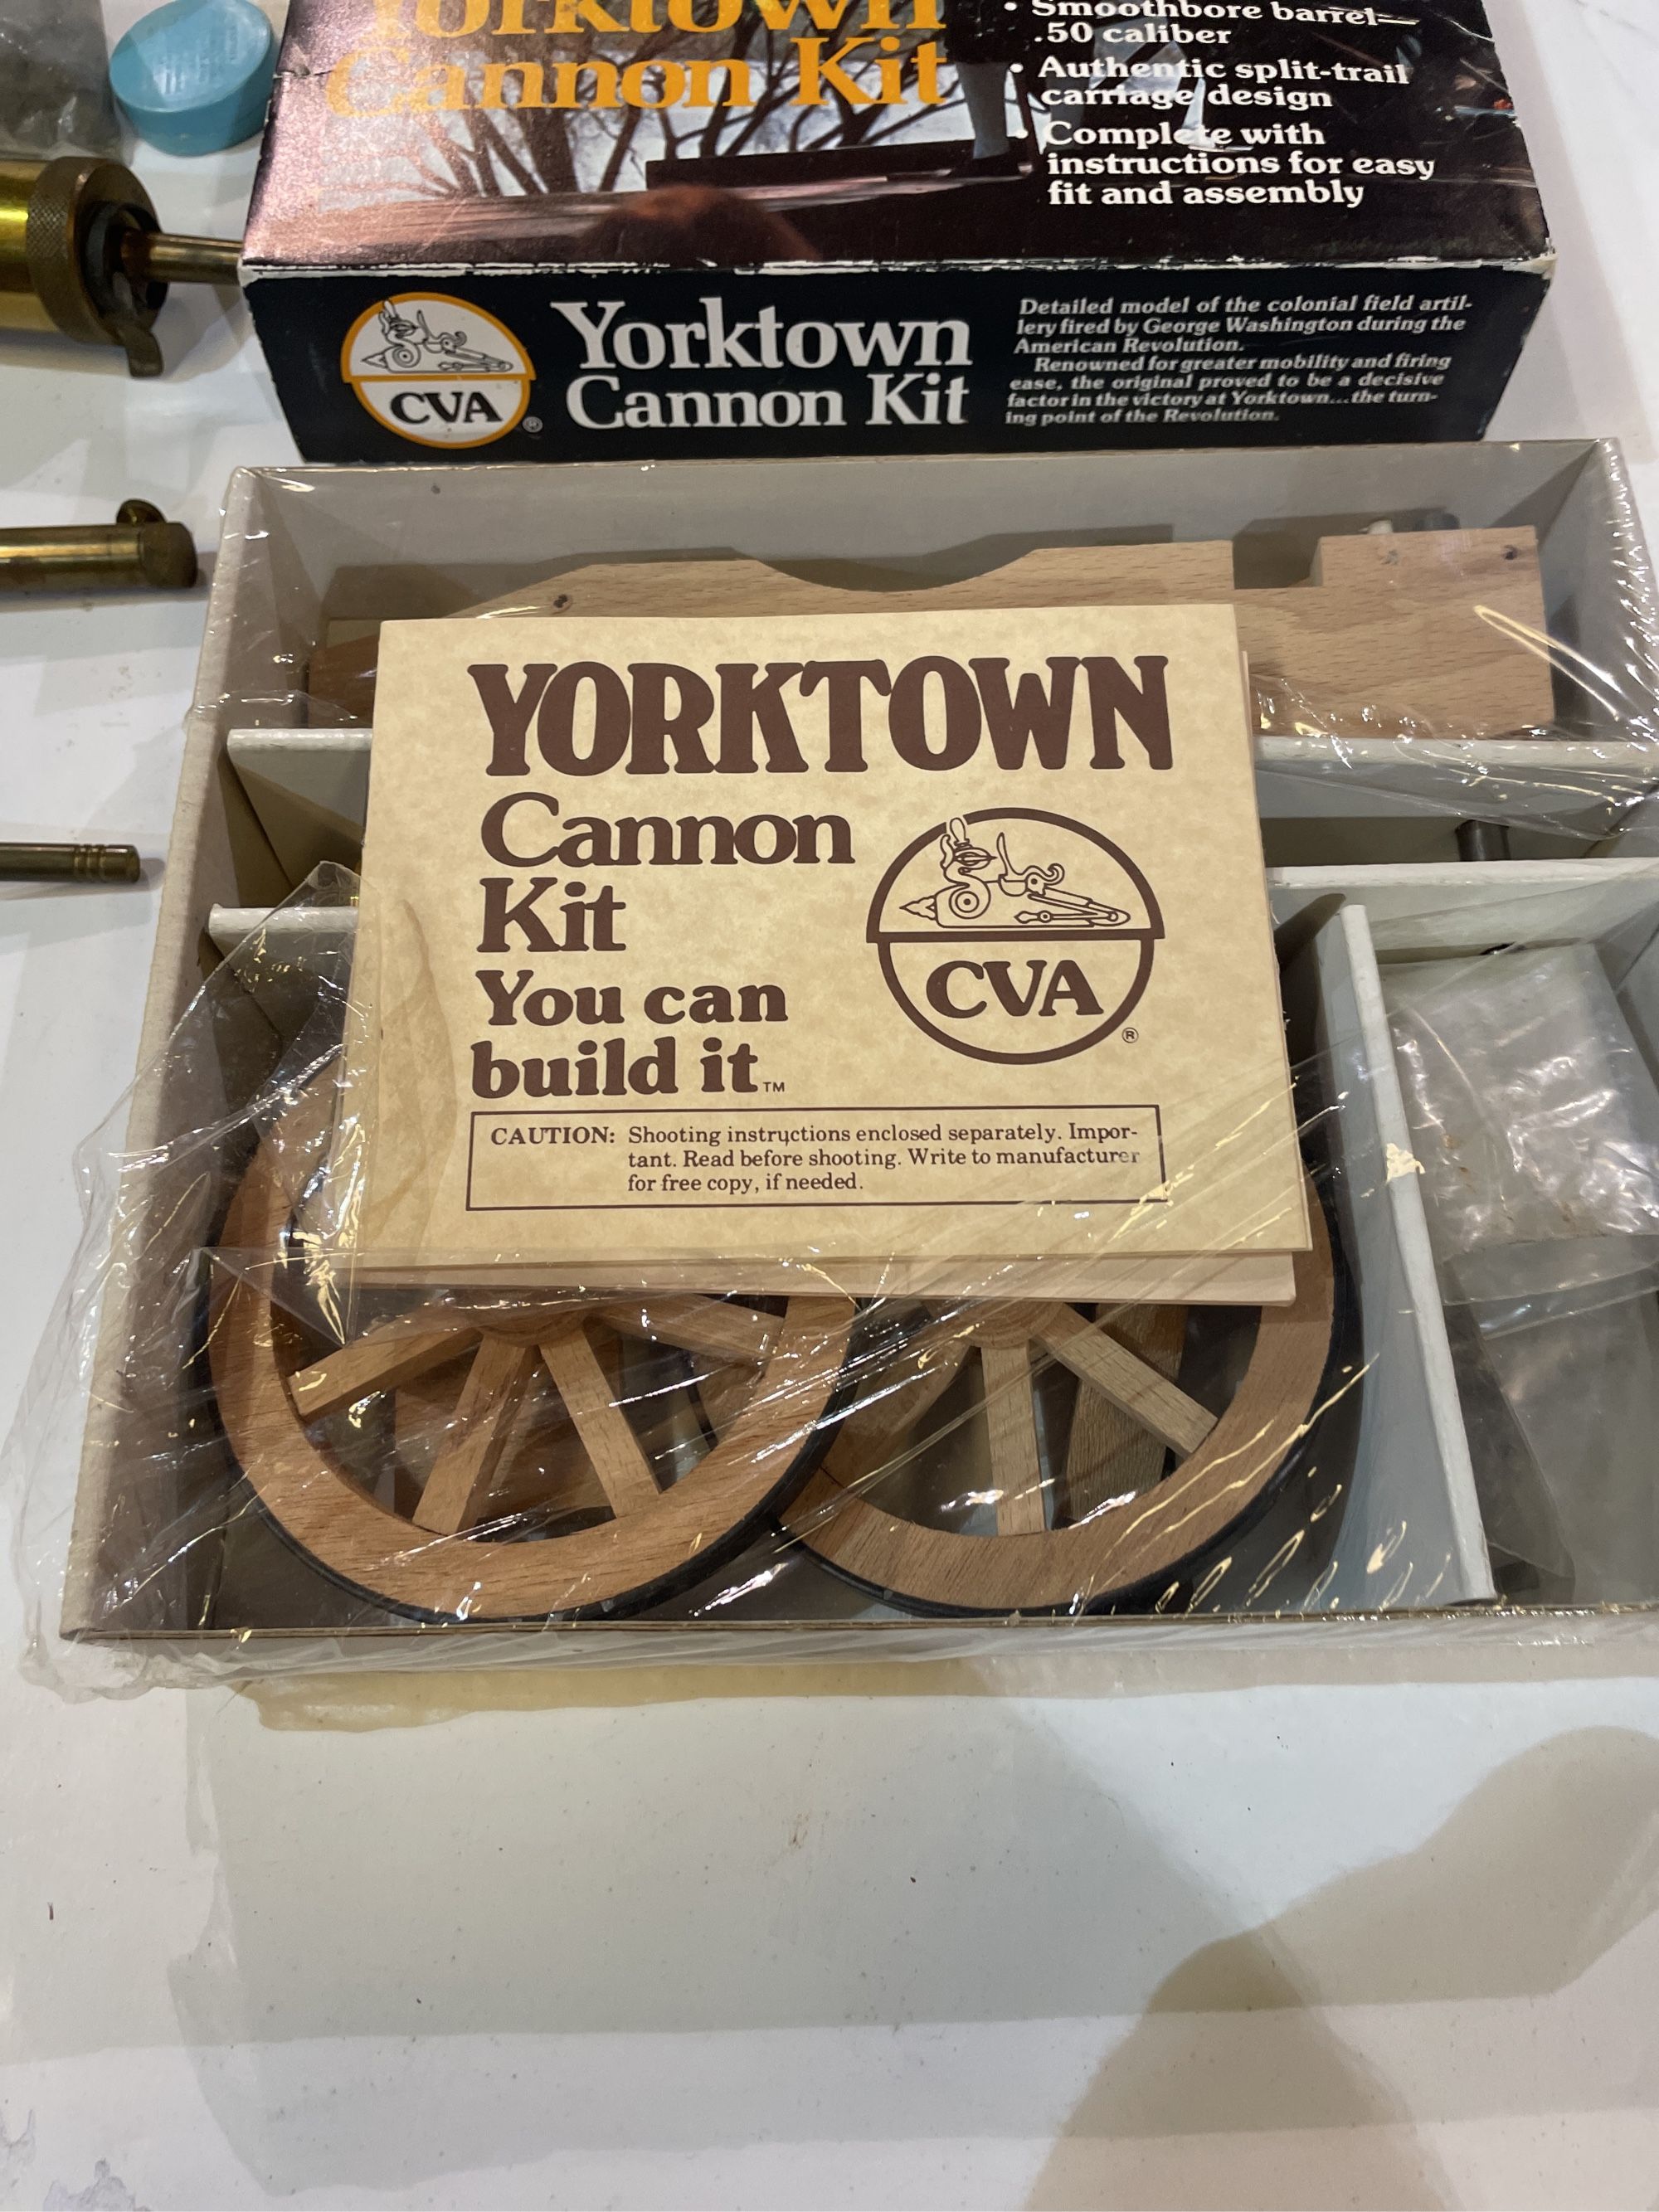 Yorktown
Cannon Kit
• Smoothbore barrel—
.50 caliber
• Authentic split-trail
carriage design
• Complete with
instructions for easy
fit and assembly
CVA ®
Yorktown
Cannon Kit
Detailed model of the colonial field artil-
lery fired by George Washington during the
American Revolution.
Renowned for greater mobility and firing
ease, the original proved to be a decisive
factor in the victory at Yorktown...the turn-
ing point of the Revolution.
YORKTOWN
Cannon
Kit
You can
build it™
CVA ®
CAUTION: Shooting instructions enclosed separately. Impor-
tant. Read before shooting. Write to manufacturer
for free copy, if needed.